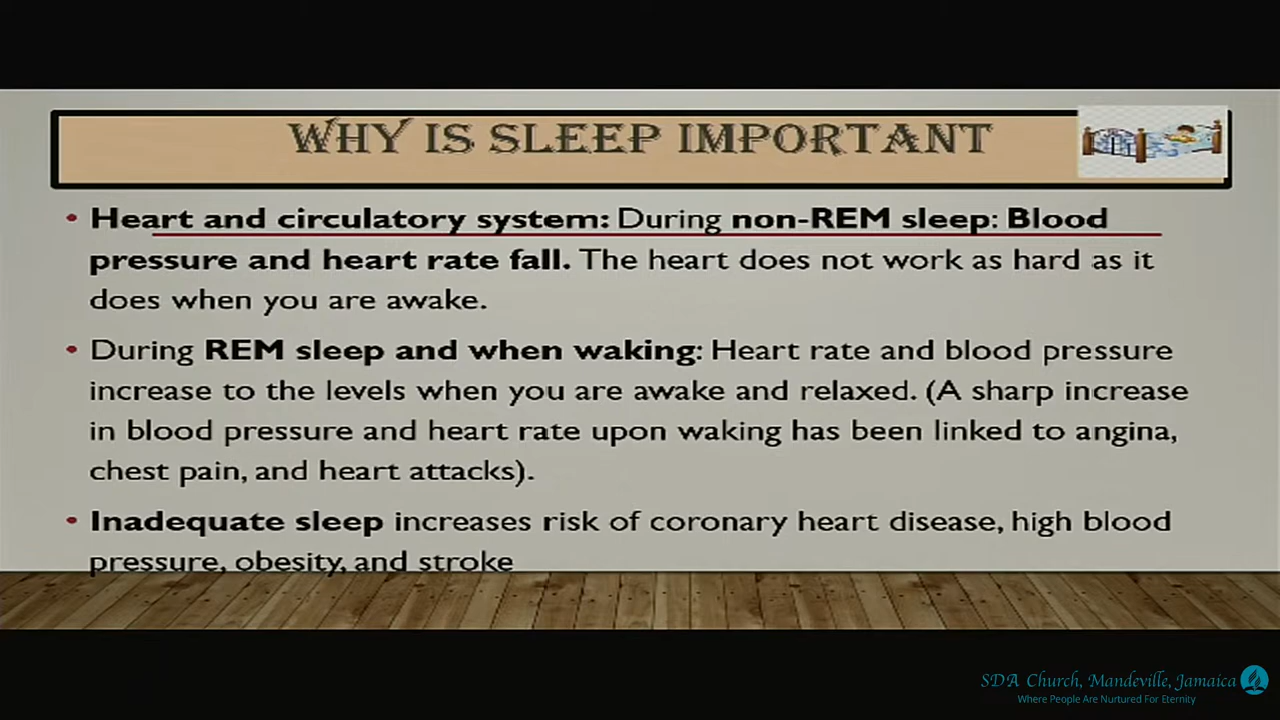 WHY IS SLEEP IMPORTANT
• Heart and circulatory system: During non-REM sleep: Blood
pressure and heart rate fall. The heart does not work as hard as it
does when you are awake.
• During REM sleep and when waking: Heart rate and blood pressure
increase to the levels when you are awake and relaxed. (A sharp increase
in blood pressure and heart rate upon waking has been linked to angina,
chest pain, and heart attacks).
• Inadequate sleep increases risk of coronary heart disease, high blood
pressure, obesity, and stroke
SDA Church, Mandeville, Jamaica
Where People Are Nurtured For Eternity